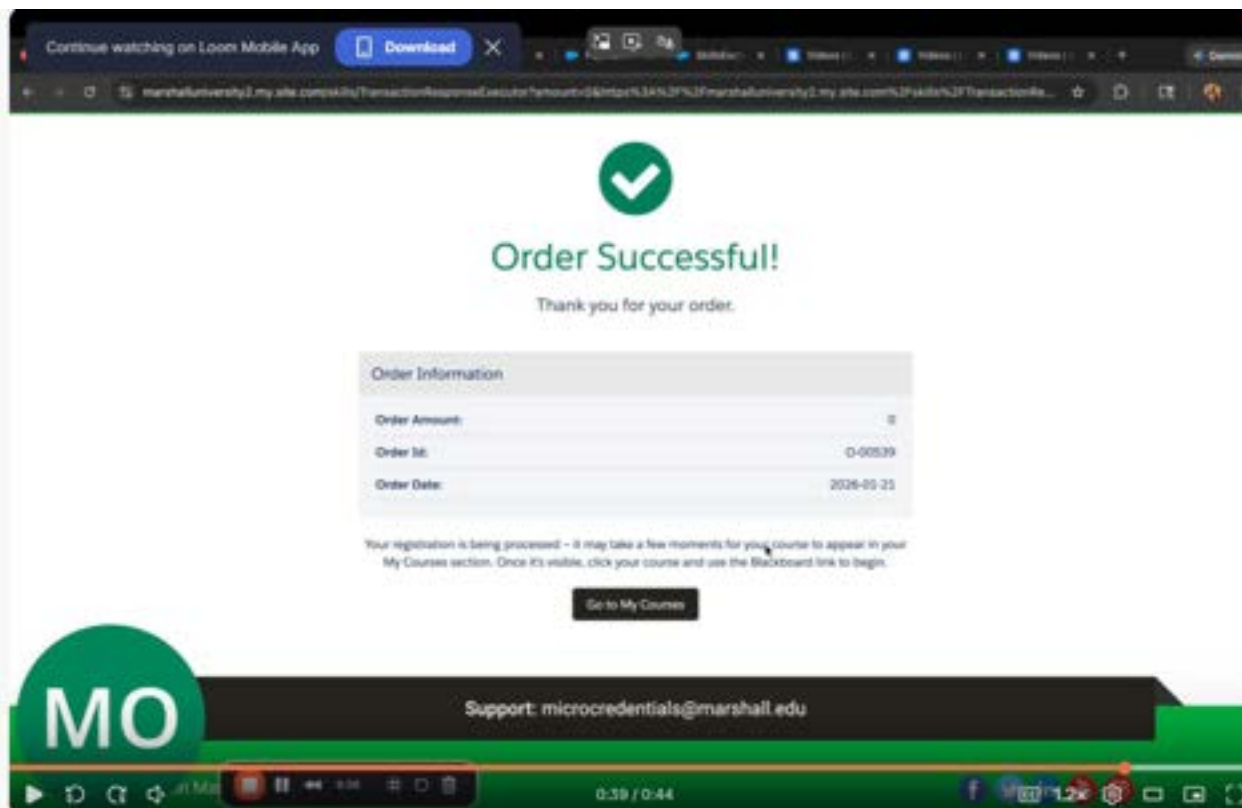 Continue watching on Loom Mobile App
Download
Order Successful!
Thank you for your order.
Order Information
Order Amount: 0
Order Id: O-00539
Order Date: 2026-01-21
Your registration is being processed – it may take a few moments for your course to appear in your
My Courses section. Once it's visible, click your course and use the Blackboard link to begin.
Go to My Courses
MO
Support: microcredentials@marshall.edu
0:39 / 0:44
1.2x